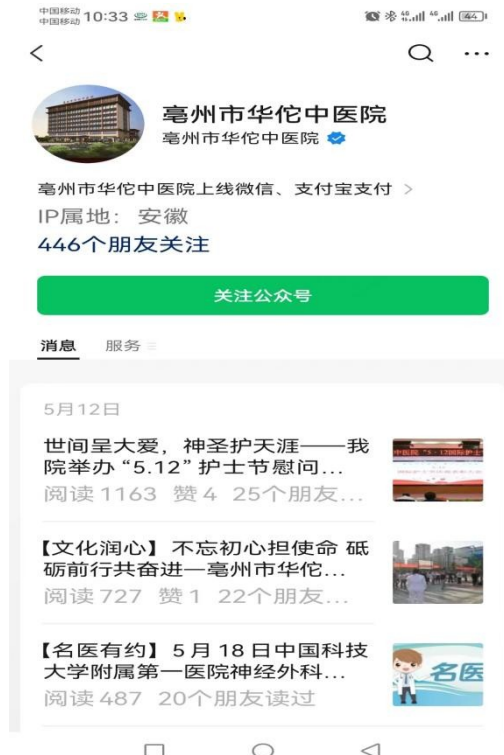 中国移动
中国移动 10:33
4G 4G 44
亳州市华佗中医院
亳州市华佗中医院
亳州市华佗中医院上线微信、支付宝支付 >
IP属地: 安徽
446个朋友关注
关注公众号
消息 服务
5月12日
世间呈大爱，神圣护天涯——我
院举办“5.12”护士节慰问...
阅读 1163 赞 4 25个朋友...
【文化润心】不忘初心担使命 砥
砺前行共奋进—亳州市华佗...
阅读 727 赞 1 22个朋友...
【名医有约】5 月 18 日中国科技
大学附属第一医院神经外科...
阅读 487 20个朋友读过
名医